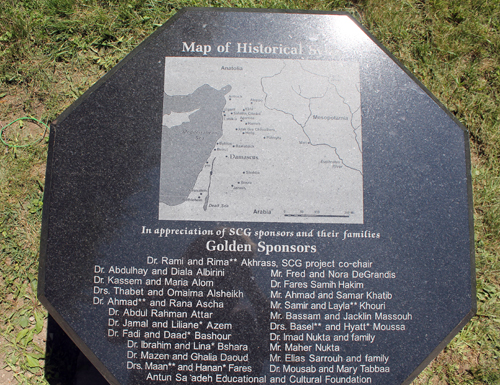 Map of Historical
Anatolia
Mesopotamia
Damascus
Dead Sea
Arabia
In appreciation of SCG sponsors and their families
Golden Sponsors
Dr. Rami and Rima** Akhrass, SCG project co-chair
Dr. Abdulhay and Diala Albirini
Dr. Kassem and Maria Alom
Drs. Thabet and Omaima Alsheikh
Dr. Ahmad** and Rana Ascha
Dr. Abdul Rahman Attar
Dr. Jamal and Liliane* Azem
Dr. Fadi and Daad* Bashour
Dr. Ibrahim and Lina* Bshara
Dr. Mazen and Ghalia Daoud
Drs. Maan** and Hanan* Fares
Mr. Fred and Nora DeGrandis
Dr. Fares Samih Hakim
Mr. Ahmad and Samar Khatib
Mr. Samir and Layla** Khouri
Mr. Bassam and Jacklin Massouh
Drs. Basel** and Hyatt* Moussa
Dr. Imad Nukta and family
Mr. Maher Nukta
Mr. Elias Sarrouh and family
Dr. Mousab and Mary Tabbaa
Antun Sa'adeh Educational and Cultural Foundation